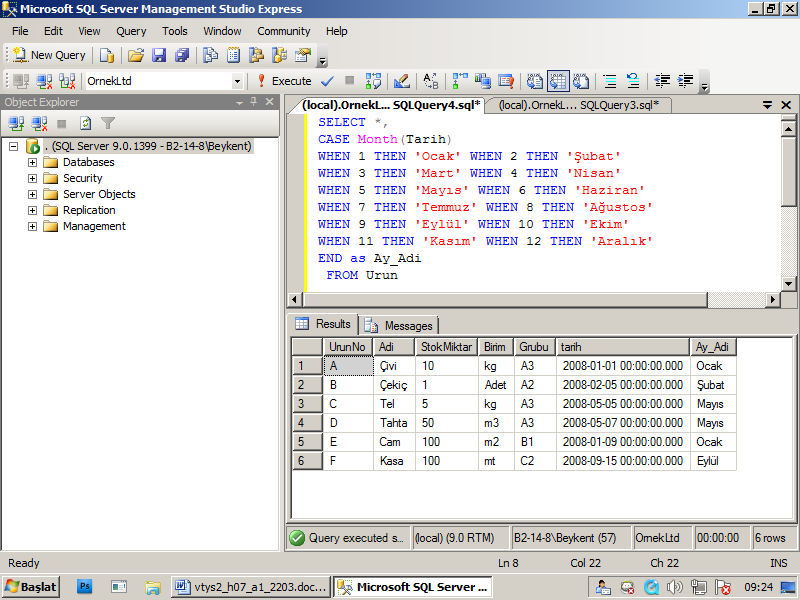 Microsoft SQL Server Management Studio Express
File Edit View Query Tools Window Community Help
New Query
OrnekLtd Execute
Object Explorer
. (SQL Server 9.0.1399 - B2-14-8\Beykent)
Databases
Security
Server Objects
Replication
Management
(local).OrnekL... SQLQuery4.sql* (local).OrnekL... SQLQuery3.sql*
SELECT *,
CASE Month(Tarih)
WHEN 1 THEN 'Ocak' WHEN 2 THEN 'Şubat'
WHEN 3 THEN 'Mart' WHEN 4 THEN 'Nisan'
WHEN 5 THEN 'Mayıs' WHEN 6 THEN 'Haziran'
WHEN 7 THEN 'Temmuz' WHEN 8 THEN 'Ağustos'
WHEN 9 THEN 'Eylül' WHEN 10 THEN 'Ekim'
WHEN 11 THEN 'Kasım' WHEN 12 THEN 'Aralık'
END as Ay_Adi
FROM Urun
Results Messages
UrunNo Adi StokMiktar Birim Grubu tarih Ay_Adi
1 A Çivi 10 kg A3 2008-01-01 00:00:00.000 Ocak
2 B Çekiç 1 Adet A2 2008-02-05 00:00:00.000 Şubat
3 C Tel 5 kg A3 2008-05-05 00:00:00.000 Mayıs
4 D Tahta 50 m3 A3 2008-05-07 00:00:00.000 Mayıs
5 E Cam 100 m2 B1 2008-01-09 00:00:00.000 Ocak
6 F Kasa 100 mt C2 2008-09-15 00:00:00.000 Eylül
Query executed s... (local) (9.0 RTM) B2-14-8\Beykent (57) OrnekLtd 00:00:00 6 rows
Ready Ln 8 Col 22 Ch 22 INS
Başlat Ps vtys2_h07_a1_2203.doc... Microsoft SQL Server ... 09:24